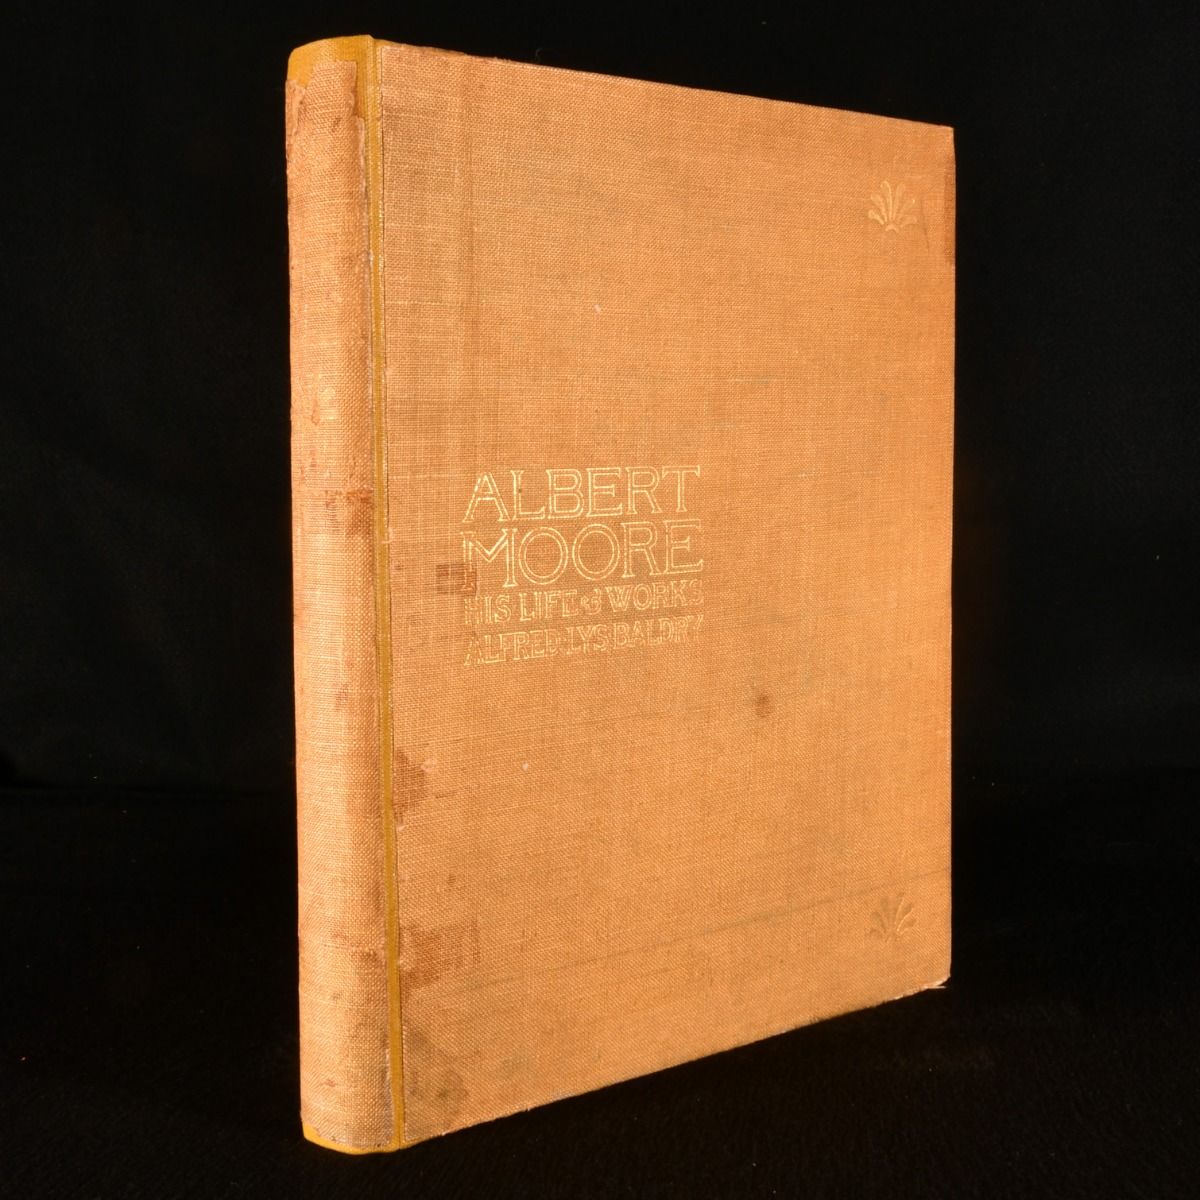 ALBERT
MOORE
HIS LIFE & WORKS
ALFRED·LYS·BALDRY